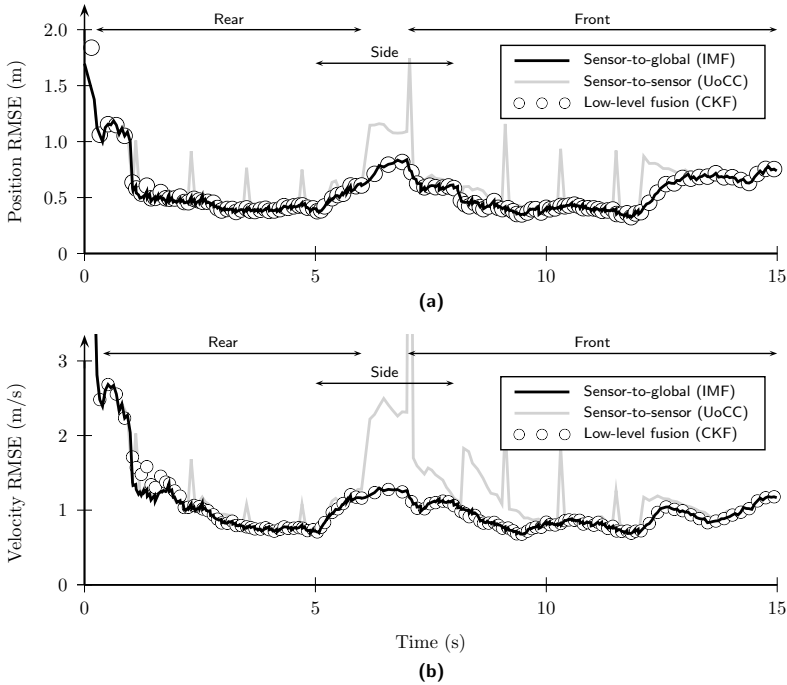 Rear
Front
Side
2.0
1.5
1.0
0.5
0
Position RMSE (m)
Sensor-to-global (IMF)
Sensor-to-sensor (UoCC)
Low-level fusion (CKF)
0
5
10
15
(a)
Rear
Front
Side
3
2
1
0
Velocity RMSE (m/s)
Sensor-to-global (IMF)
Sensor-to-sensor (UoCC)
Low-level fusion (CKF)
0
5
10
15
Time (s)
(b)